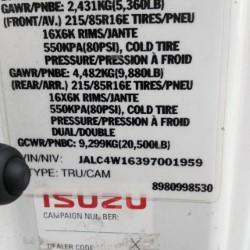 GAWR/PNBE: 2,431KG(5,360LB)
(FRONT/AV.) 215/85R16E TIRES/PNEU
16X6K RIMS/JANTE
550KPA(80PSI), COLD TIRE
PRESSURE/PRESSION À FROID
GAWR/PNBE: 4,482KG(9,880LB)
(REAR/ARR.) 215/85R16E TIRES/PNEU
16X6K RIMS/JANTE
550KPA(80PSI), COLD TIRE
PRESSURE/PRESSION À FROID
DUAL/DOUBLE
GCWR/PCBE: 9,299KG(20,500LB)
VIN/NIV: JALC4W16397001959
TYPE: TRU/CAM
8980998530
ISUZU
CAMPAIGN NUMBER:
DEALER CODE